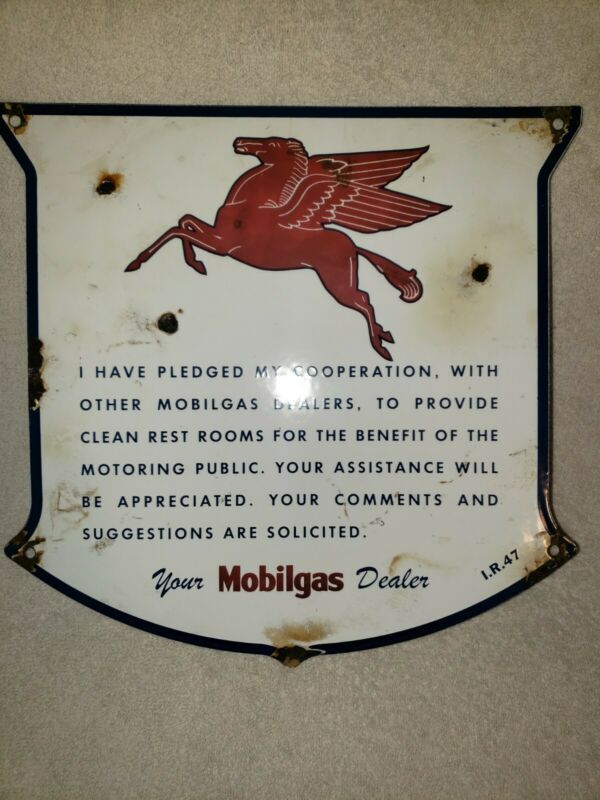 I HAVE PLEDGED MY COOPERATION, WITH
OTHER MOBILGAS DEALERS, TO PROVIDE
CLEAN REST ROOMS FOR THE BENEFIT OF THE
MOTORING PUBLIC. YOUR ASSISTANCE WILL
BE APPRECIATED. YOUR COMMENTS AND
SUGGESTIONS ARE SOLICITED.
Your Mobilgas Dealer
I.R.47